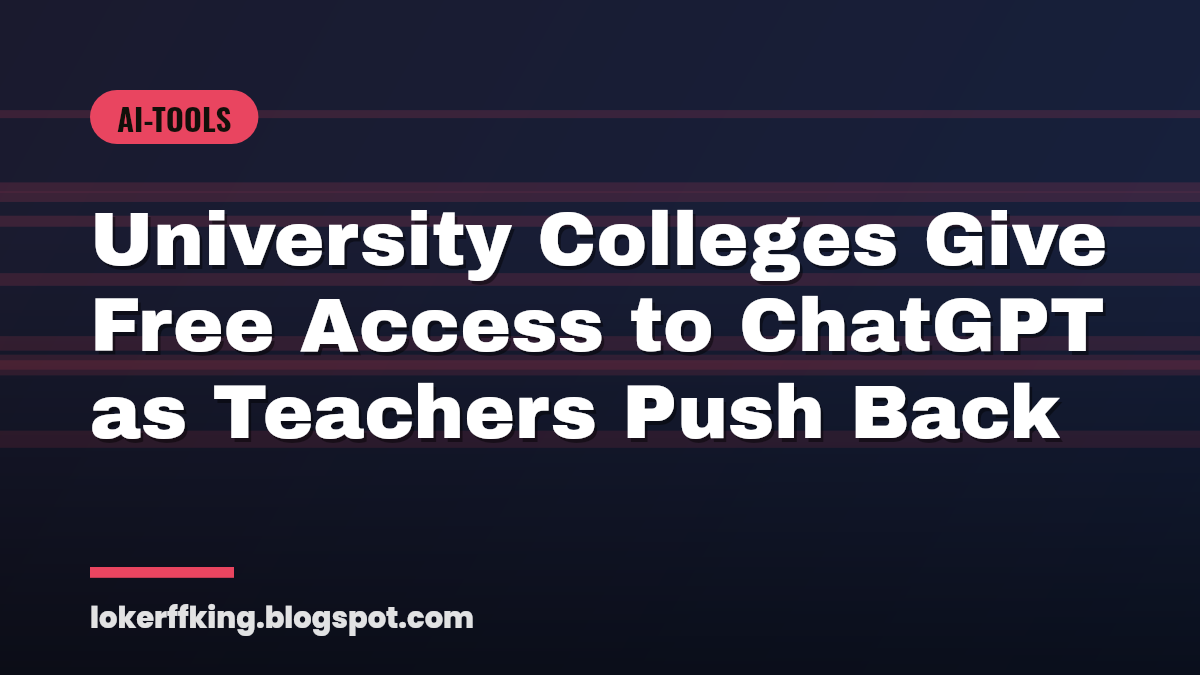 AI-TOOLS
University Colleges Give
Free Access to ChatGPT
as Teachers Push Back
lokerffking.blogspot.com